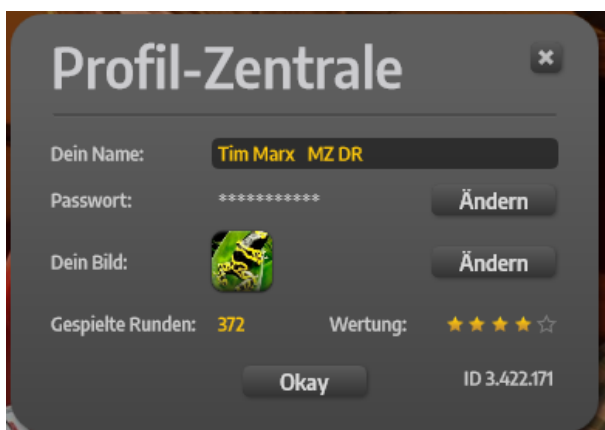 Profil-Zentrale
Dein Name: Tim Marx MZ DR
Passwort: *********** Ändern
Dein Bild: Ändern
Gespielte Runden: 372 Wertung:
Okay ID 3.422.171